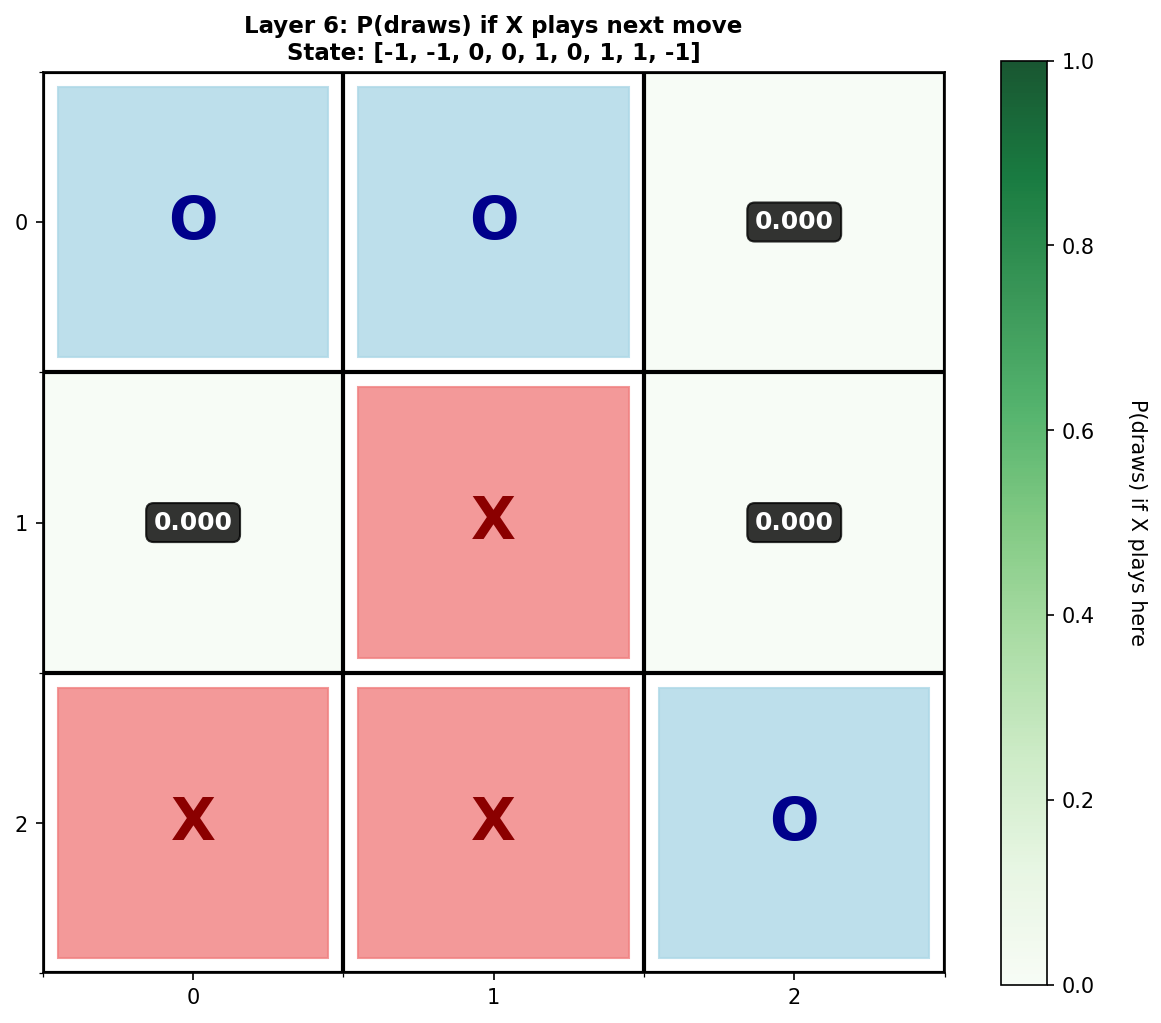 Layer 6: P(draws) if X plays next move
State: [-1, -1, 0, 0, 1, 0, 1, 1, -1]
0
O
O
0.000
1
0.000
X
0.000
2
X
X
O
0
1
2
1.0
0.8
0.6
0.4
0.2
0.0
P(draws) if X plays here